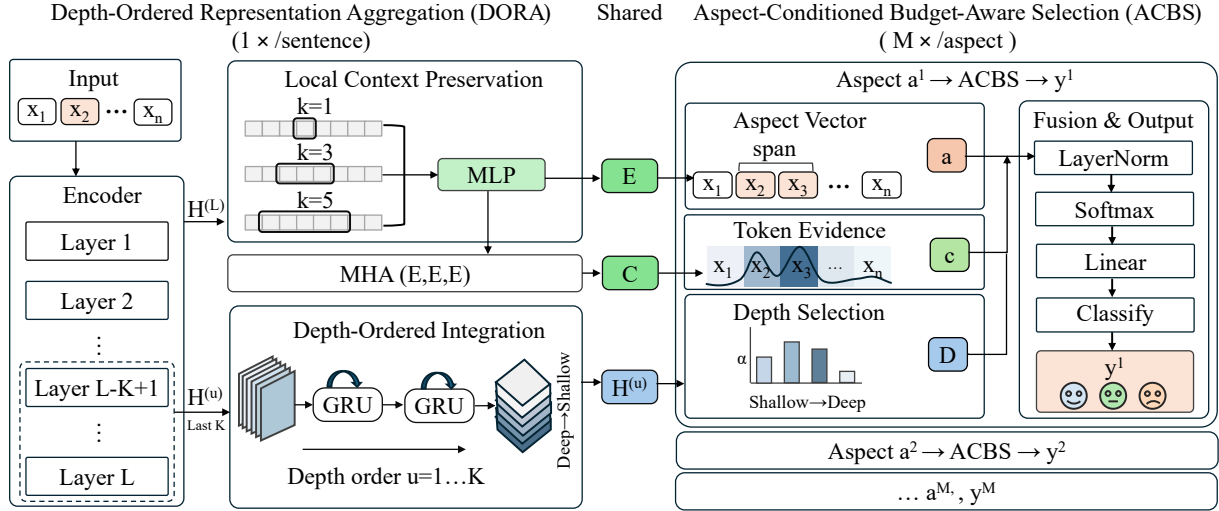 Depth-Ordered Representation Aggregation (DORA)
(1 × /sentence)
Shared
Aspect-Conditioned Budget-Aware Selection (ACBS)
( M × /aspect )
Input
x₁ x₂ ••• xₙ
Encoder
Layer 1
Layer 2
⋮
Layer L-K+1
⋮
Layer L
H⁽ᴸ⁾
H⁽ᵘ⁾
Last K
Local Context Preservation
k=1
k=3
k=5
MLP
MHA (E,E,E)
Depth-Ordered Integration
GRU GRU
Deep→Shallow
Depth order u=1…K
E
C
H⁽ᵘ⁾
Aspect a¹ → ACBS → y¹
Aspect Vector
span
x₁ x₂ x₃ ••• xₙ
a
Token Evidence
x₁ x₂ x₃ ... xₙ
c
Depth Selection
α
Shallow→Deep
D
Fusion & Output
LayerNorm
Softmax
Linear
Classify
y¹
Aspect a² → ACBS → y²
... aᴹ, , yᴹ